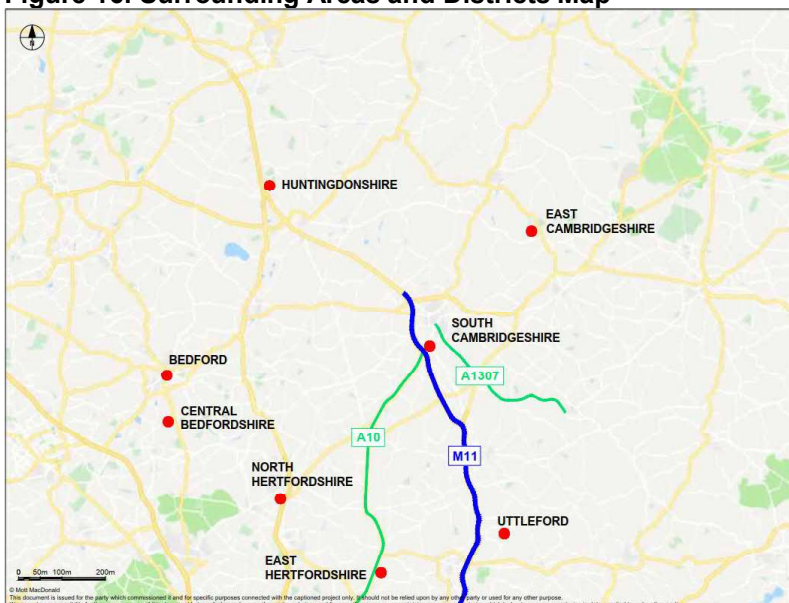 Figure 10: Surrounding Areas and Districts Map
N
HUNTINGDONSHIRE
EAST
CAMBRIDGESHIRE
SOUTH
CAMBRIDGESHIRE
BEDFORD
A1307
CENTRAL
BEDFORDSHIRE
A10
M11
NORTH
HERTFORDSHIRE
UTTLEFORD
EAST
HERTFORDSHIRE
0 50m 100m 200m
© Mott MacDonald
This document is issued for the party which commissioned it and for specific purposes connected with the captioned project only. It should not be relied upon by any other party or used for any other purpose.